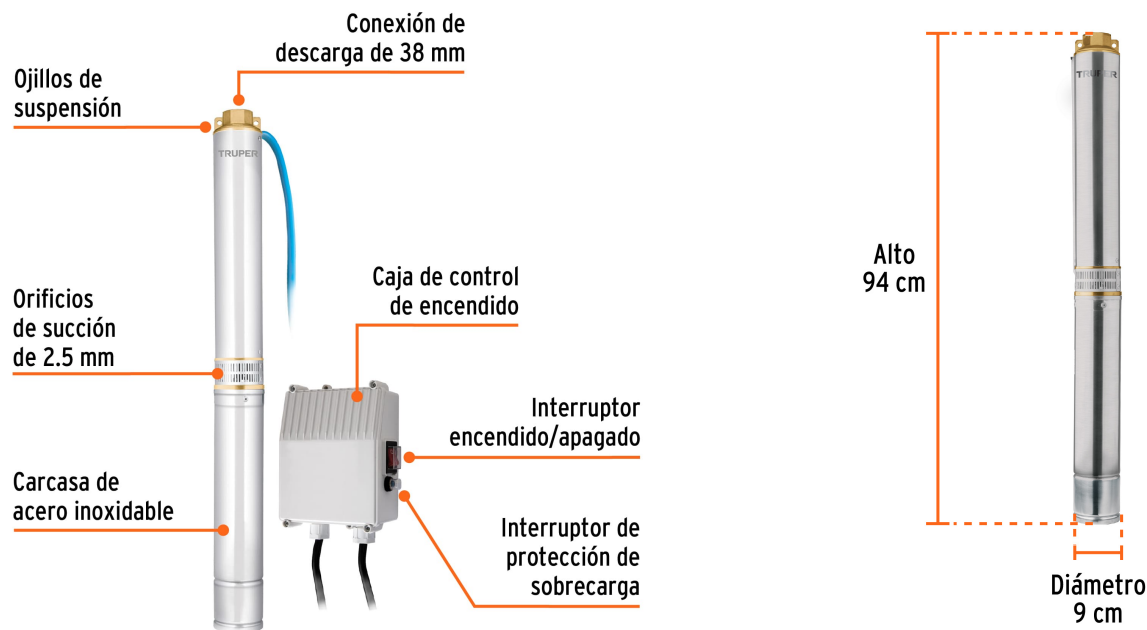 Conexión de
descarga de 38 mm
Ojillos de
suspensión
TRUPER
Orificios
de succión
de 2.5 mm
Caja de control
de encendido
Interruptor
encendido/apagado
Carcasa de
acero inoxidable
Interruptor de
protección de
sobrecarga
TRUPER
Alto
94 cm
Diámetro
9 cm